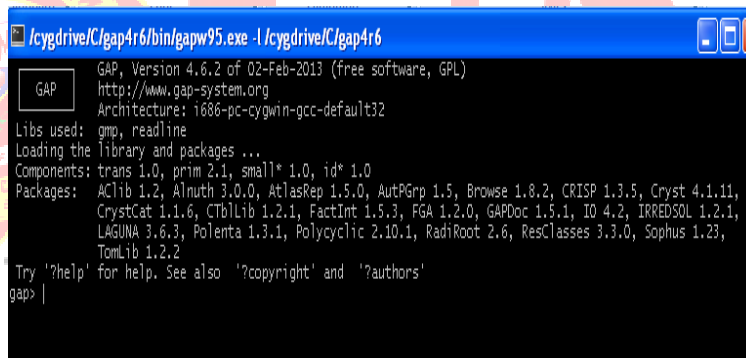 /cygdrive/C/gap4r6/bin/gapw95.exe -l /cygdrive/C/gap4r6
GAP, Version 4.6.2 of 02-Feb-2013 (free software, GPL)
GAP http://www.gap-system.org
Architecture: i686-pc-cygwin-gcc-default32
Libs used: gmp, readline
Loading the library and packages ...
Components: trans 1.0, prim 2.1, small* 1.0, id* 1.0
Packages: AClib 1.2, Alnuth 3.0.0, AtlasRep 1.5.0, AutPGrp 1.5, Browse 1.8.2, CRISP 1.3.5, Cryst 4.1.11,
CrystCat 1.1.6, CTblLib 1.2.1, FactInt 1.5.3, FGA 1.2.0, GAPDoc 1.5.1, IO 4.2, IRREDSOL 1.2.1,
LAGUNA 3.6.3, Polenta 1.3.1, Polycyclic 2.10.1, RadiRoot 2.6, ResClasses 3.3.0, Sophus 1.23,
TomLib 1.2.2
Try '?help' for help. See also '?copyright' and '?authors'
gap>